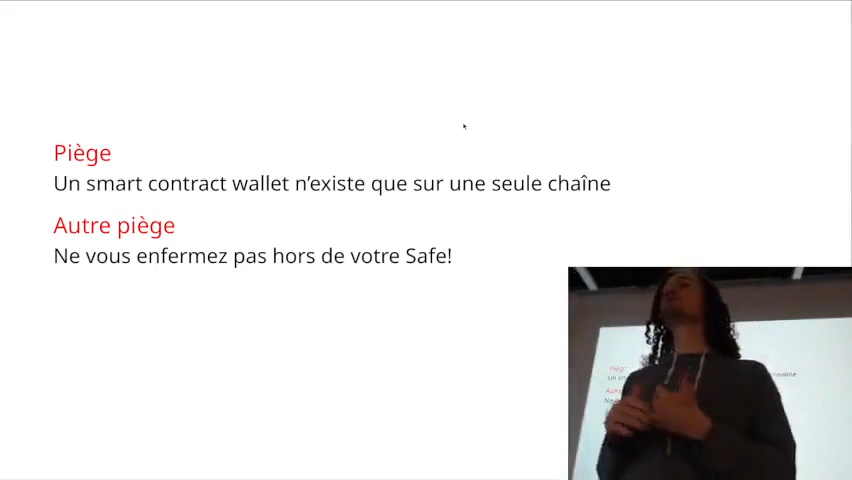 Piège
Un smart contract wallet n’existe que sur une seule chaîne
Autre piège
Ne vous enfermez pas hors de votre Safe!